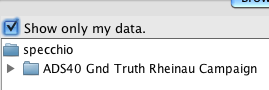 Show only my data.
specchio
ADS40 Gnd Truth Rheinau Campaign